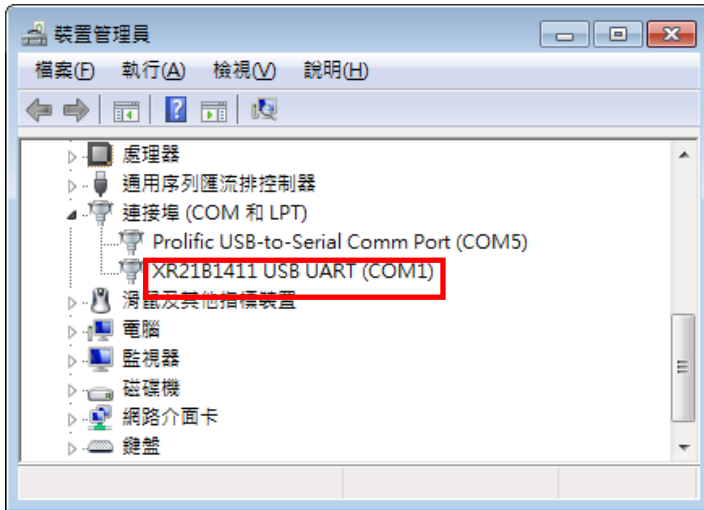 裝置管理員
檔案(F) 執行(A) 檢視(V) 說明(H)
處理器
通用序列匯流排控制器
連接埠 (COM 和 LPT)
Prolific USB-to-Serial Comm Port (COM5)
XR21B1411 USB UART (COM1)
滑鼠及其他指標裝置
電腦
監視器
磁碟機
網路介面卡
鍵盤